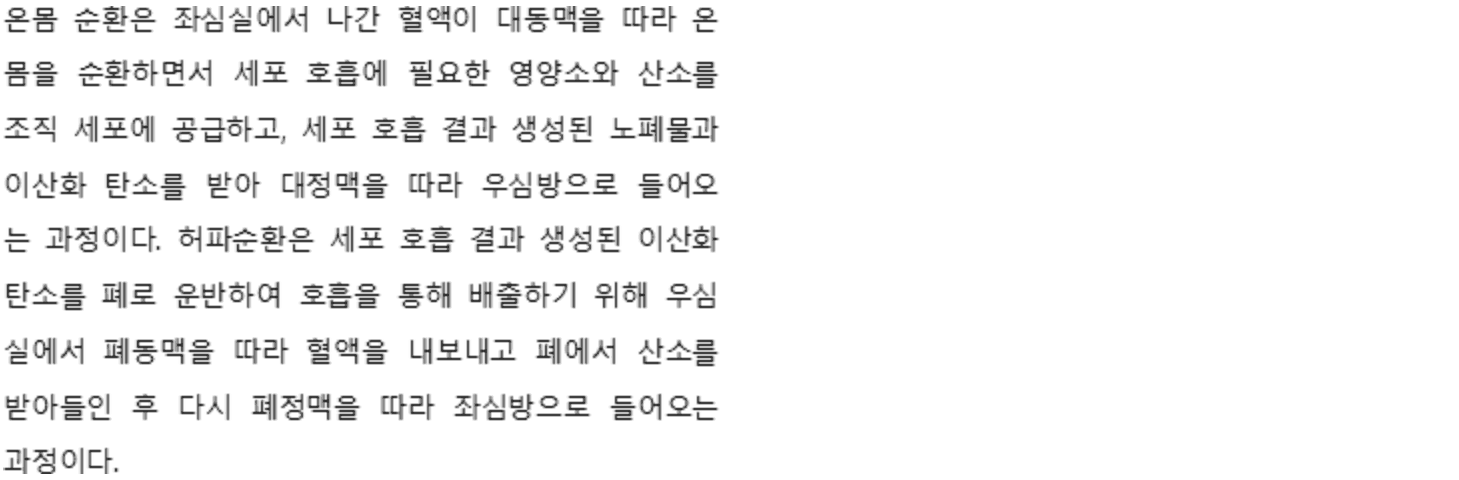 온몸 순환은 좌심실에서 나간 혈액이 대동맥을 따라 온
몸을 순환하면서 세포 호흡에 필요한 영양소와 산소를
조직 세포에 공급하고, 세포 호흡 결과 생성된 노폐물과
이산화 탄소를 받아 대정맥을 따라 우심방으로 들어오
는 과정이다. 허파순환은 세포 호흡 결과 생성된 이산화
탄소를 폐로 운반하여 호흡을 통해 배출하기 위해 우심
실에서 폐동맥을 따라 혈액을 내보내고 폐에서 산소를
받아들인 후 다시 폐정맥을 따라 좌심방으로 들어오는
과정이다.